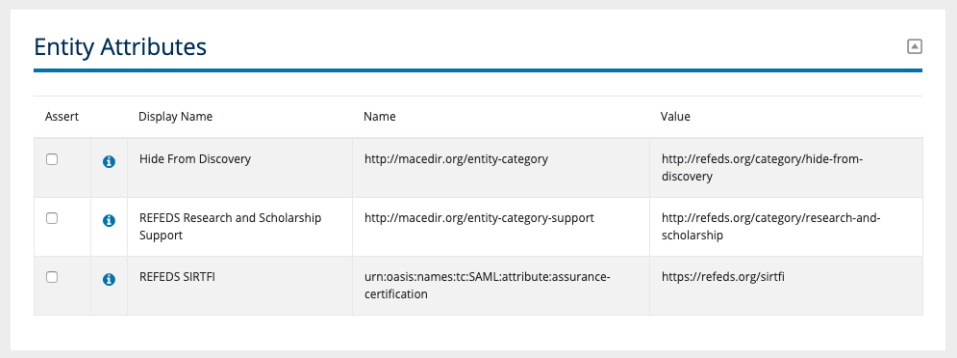 Entity Attributes
Assert Display Name Name Value
Hide From Discovery http://macedir.org/entity-category http://refeds.org/category/hide-from-
discovery
REFEDS Research and Scholarship http://macedir.org/entity-category-support http://refeds.org/category/research-and-
Support scholarship
REFEDS SIRTFI urn:oasis:names:tc:SAML:attribute:assurance- https://refeds.org/sirtfi
certification